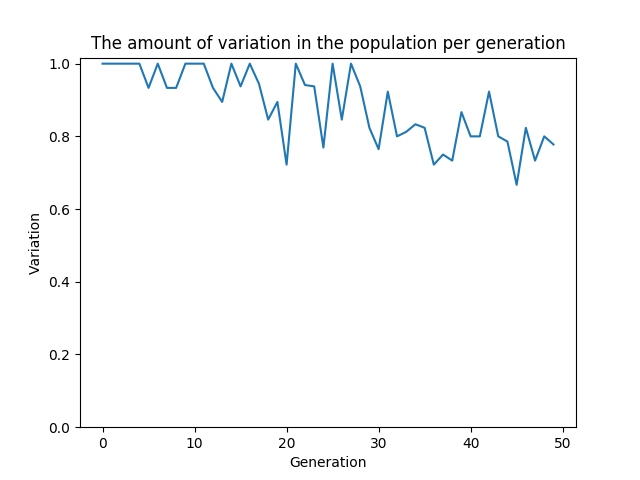 The amount of variation in the population per generation
1.0
0.8
0.6
0.4
0.2
0.0
Variation
0 10 20 30 40 50
Generation